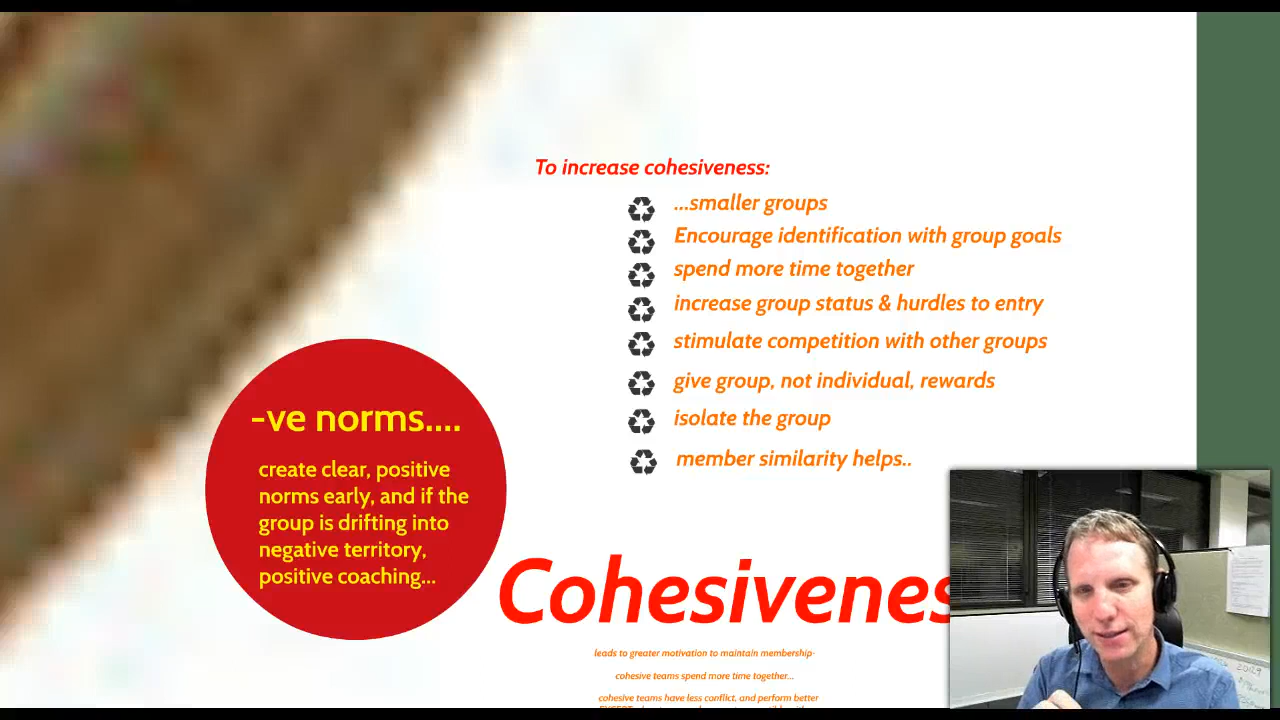 To increase cohesiveness:
...smaller groups
Encourage identification with group goals
spend more time together
increase group status & hurdles to entry
stimulate competition with other groups
give group, not individual, rewards
isolate the group
member similarity helps..
-ve norms....
create clear, positive
norms early, and if the
group is drifting into
negative territory,
positive coaching...
Cohesivenes
leads to greater motivation to maintain membership-
cohesive teams spend more time together...
cohesive teams have less conflict, and perform better